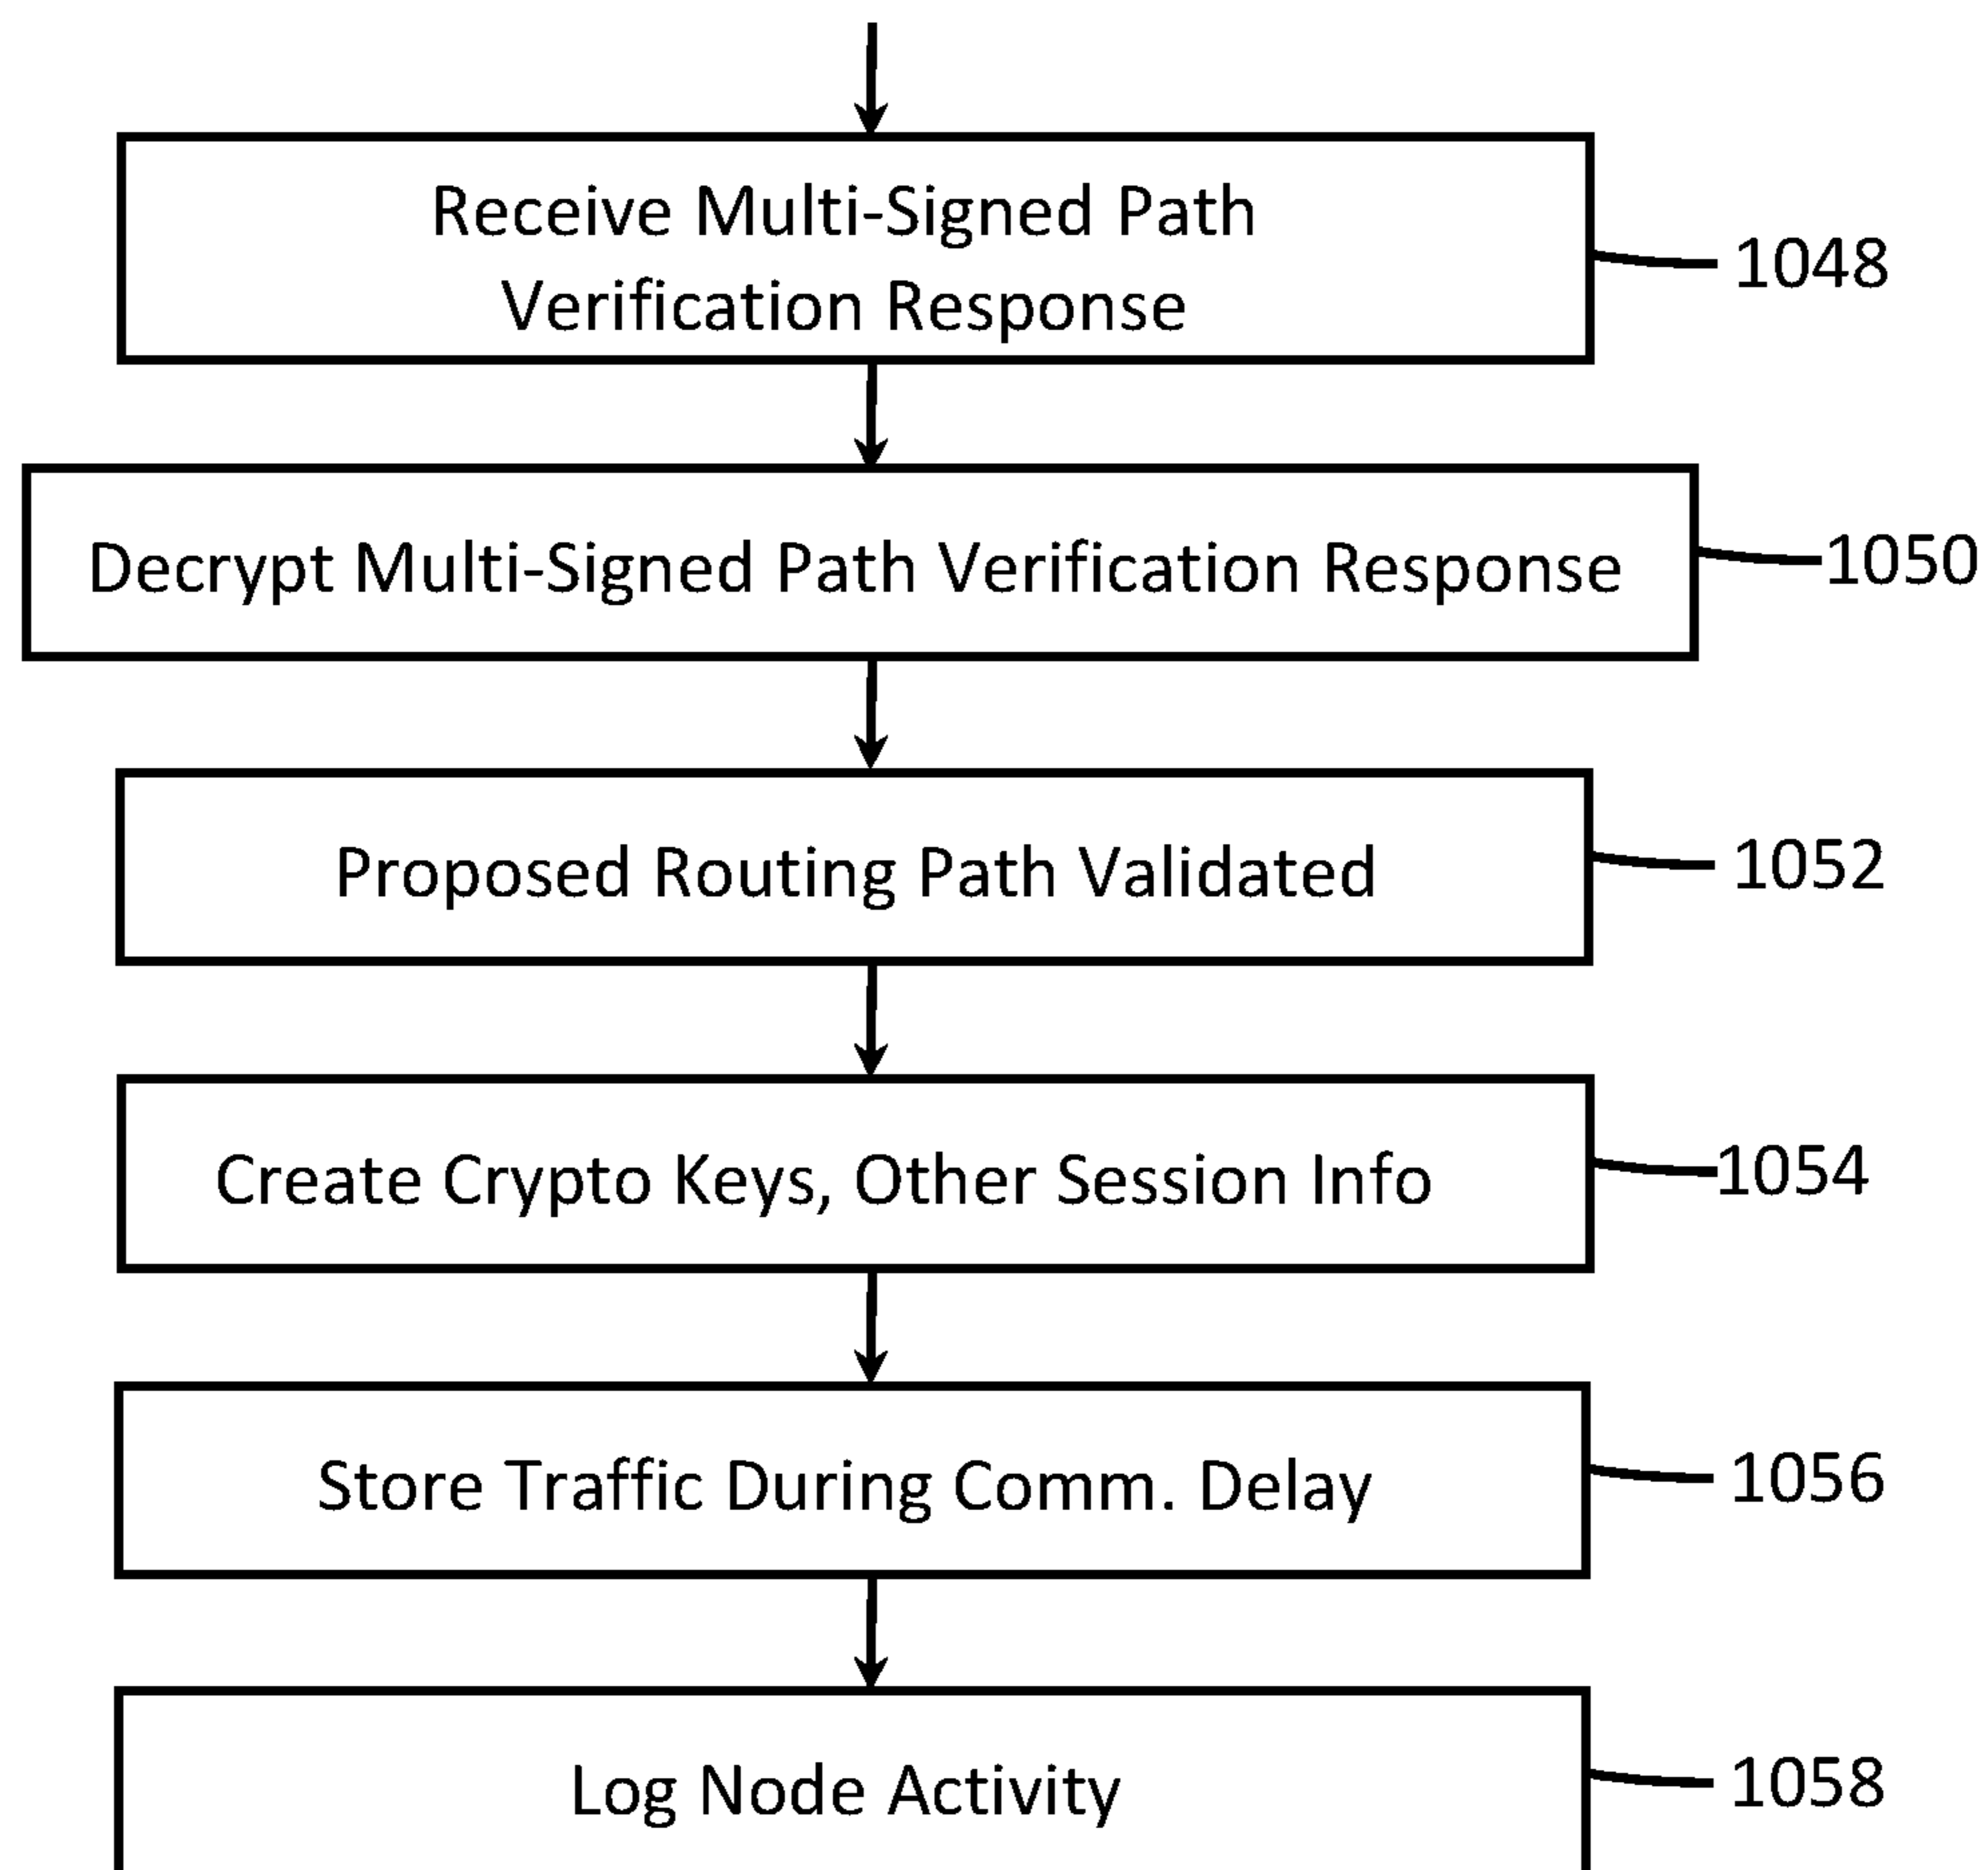 Receive Multi-Signed Path
Verification Response
1048
Decrypt Multi-Signed Path Verification Response
1050
Proposed Routing Path Validated
1052
Create Crypto Keys, Other Session Info
1054
Store Traffic During Comm. Delay
1056
Log Node Activity
1058